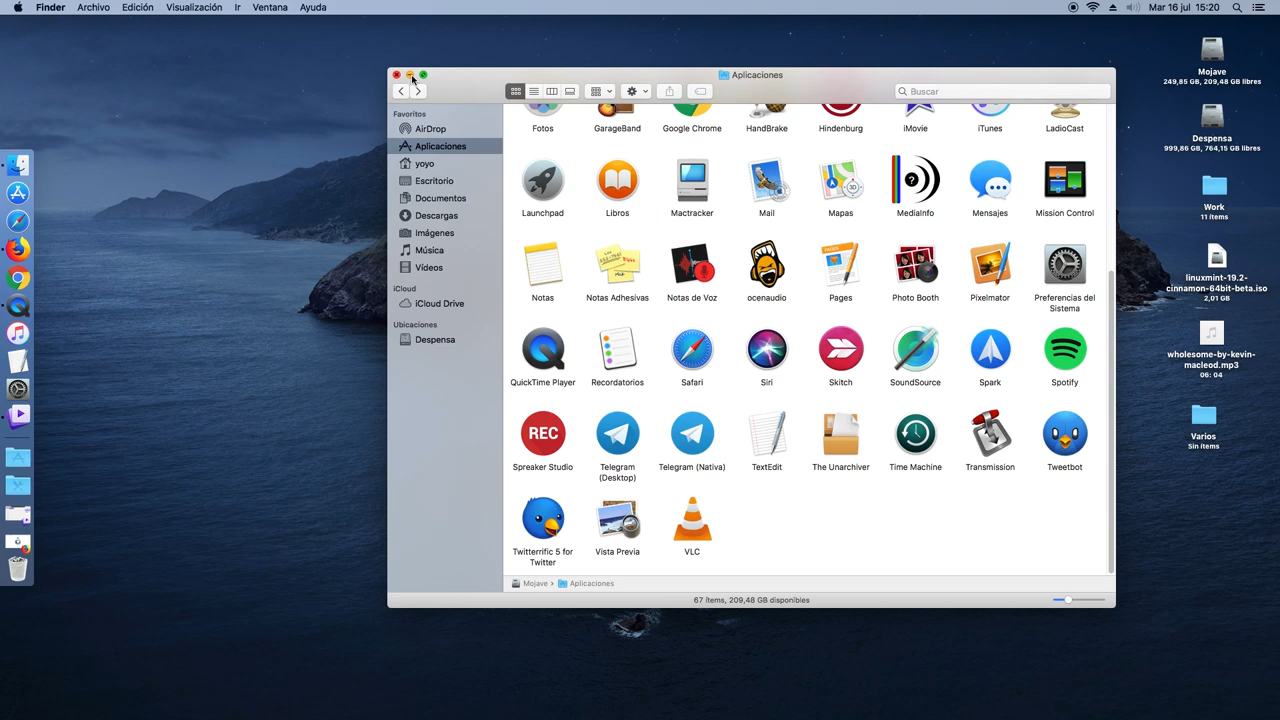 Finder Archivo Edición Visualización Ir Ventana Ayuda Mar 16 jul 15:20
Aplicaciones
Buscar
Favoritos
AirDrop
Aplicaciones
yoyo
Escritorio
Documentos
Descargas
Imágenes
Música
Vídeos
iCloud
iCloud Drive
Ubicaciones
Despensa
Fotos GarageBand Google Chrome HandBrake Hindenburg iMovie iTunes LadioCast
Launchpad Libros Mactracker Mail Mapas MediaInfo Mensajes Mission Control
Notas Notas Adhesivas Notas de Voz ocenaudio Pages Photo Booth Pixelmator Preferencias del
Sistema
QuickTime Player Recordatorios Safari Siri Skitch SoundSource Spark Spotify
REC
Spreaker Studio Telegram
(Desktop) Telegram (Nativa) TextEdit The Unarchiver Time Machine Transmission Tweetbot
Twitterrific 5 for
Twitter Vista Previa VLC
Mojave › Aplicaciones
67 ítems, 209,48 GB disponibles
Mojave
249,85 GB, 209,48 GB libres
Despensa
999,86 GB, 764,15 GB libres
Work
11 ítems
linuxmint-19.2-
cinnamon-64bit-beta.iso
2,01 GB
wholesome-by-kevin-
macleod.mp3
06: 04
Varios
Sin ítems